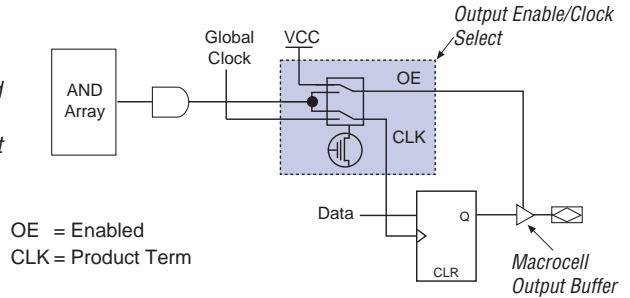 Output Enable/Clock
Select
Global
Clock
VCC
AND
Array
OE
CLK
Data
Q
CLR
OE = Enabled
CLK = Product Term
Macrocell
Output Buffer